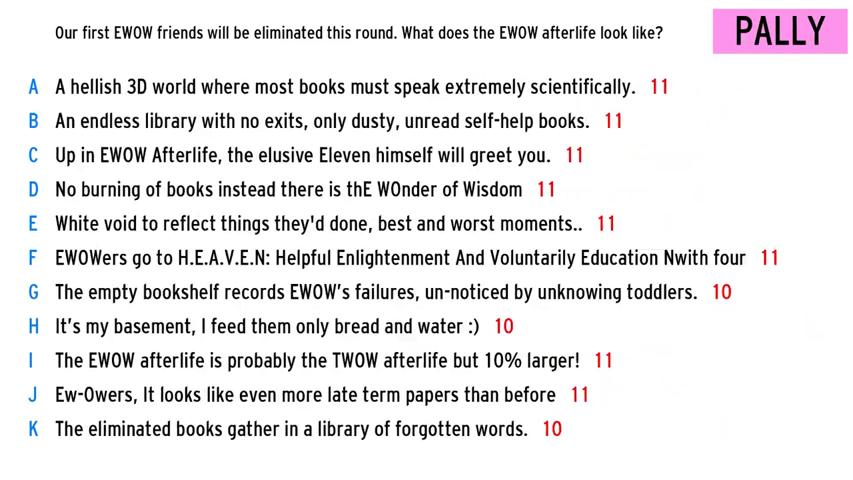 Our first EWOW friends will be eliminated this round. What does the EWOW afterlife look like?
PALLY
A A hellish 3D world where most books must speak extremely scientifically. 11
B An endless library with no exits, only dusty, unread self-help books. 11
C Up in EWOW Afterlife, the elusive Eleven himself will greet you. 11
D No burning of books instead there is thE WOnder of Wisdom 11
E White void to reflect things they'd done, best and worst moments.. 11
F EWOWers go to H.E.A.V.E.N: Helpful Enlightenment And Voluntarily Education Nwith four 11
G The empty bookshelf records EWOW's failures, un-noticed by unknowing toddlers. 10
H It's my basement, I feed them only bread and water :) 10
I The EWOW afterlife is probably the TWOW afterlife but 10% larger! 11
J Ew-Owers, It looks like even more late term papers than before 11
K The eliminated books gather in a library of forgotten words. 10